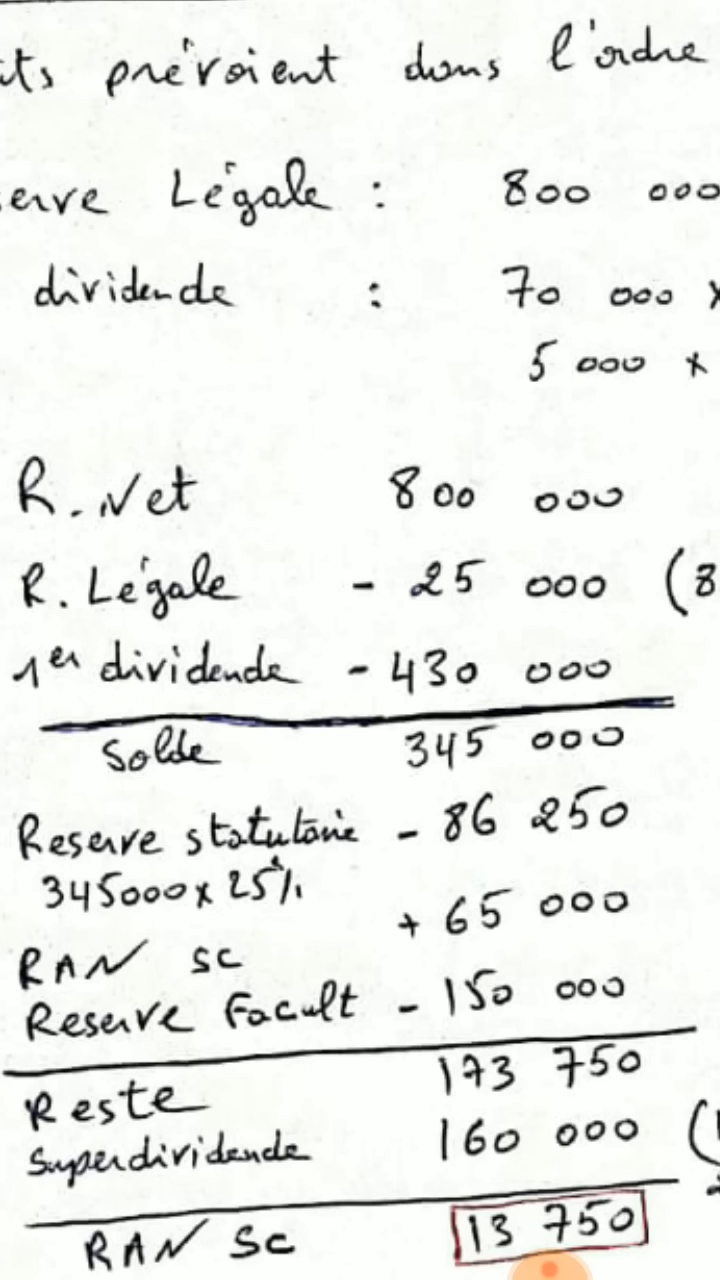 prévoient dans l'ordre
Légale : 800 000
dividende : 70 000 x
5 000 x
R. Net 800 000
R. Légale - 25 000 (8
1er dividende - 430 000
Solde 345 000
Reserve statutaire - 86 250
345000 x 25%
+ 65 000
RAN SC
Reserve Facult - 150 000
Reste 173 750
Superdividende 160 000 (1
RAN SC 13 750